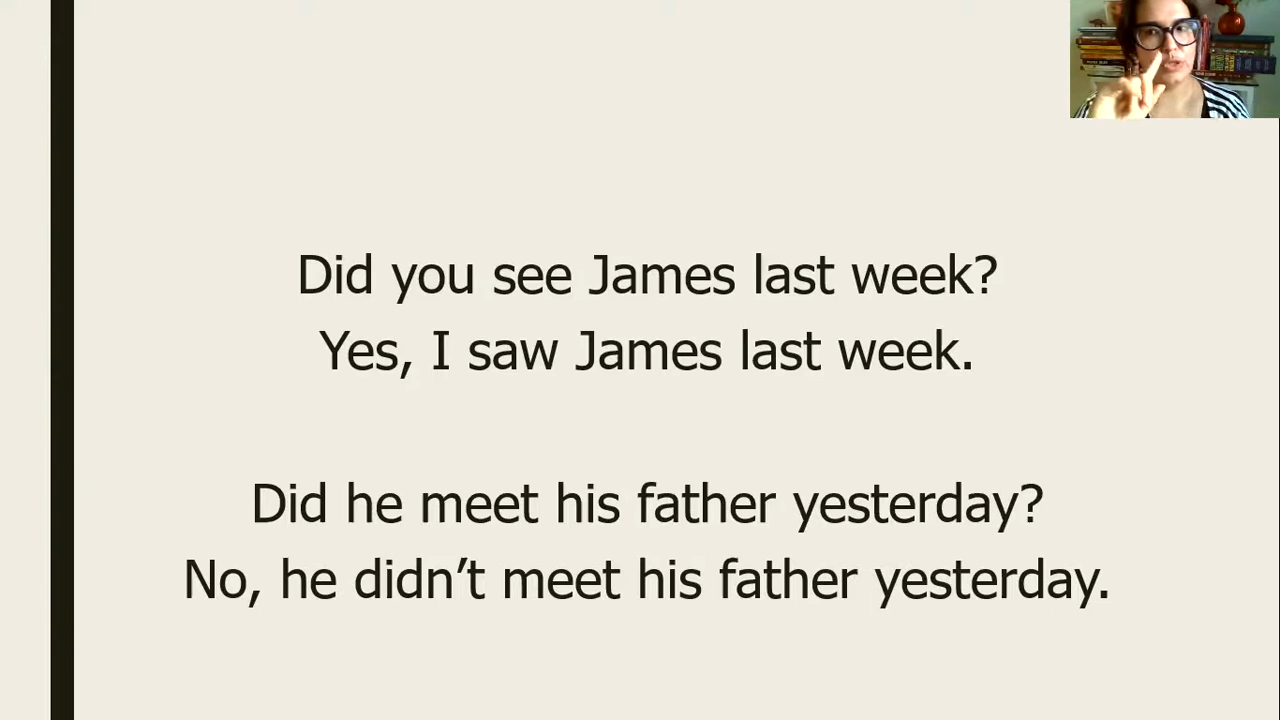 Did you see James last week?
Yes, I saw James last week.
Did he meet his father yesterday?
No, he didn’t meet his father yesterday.